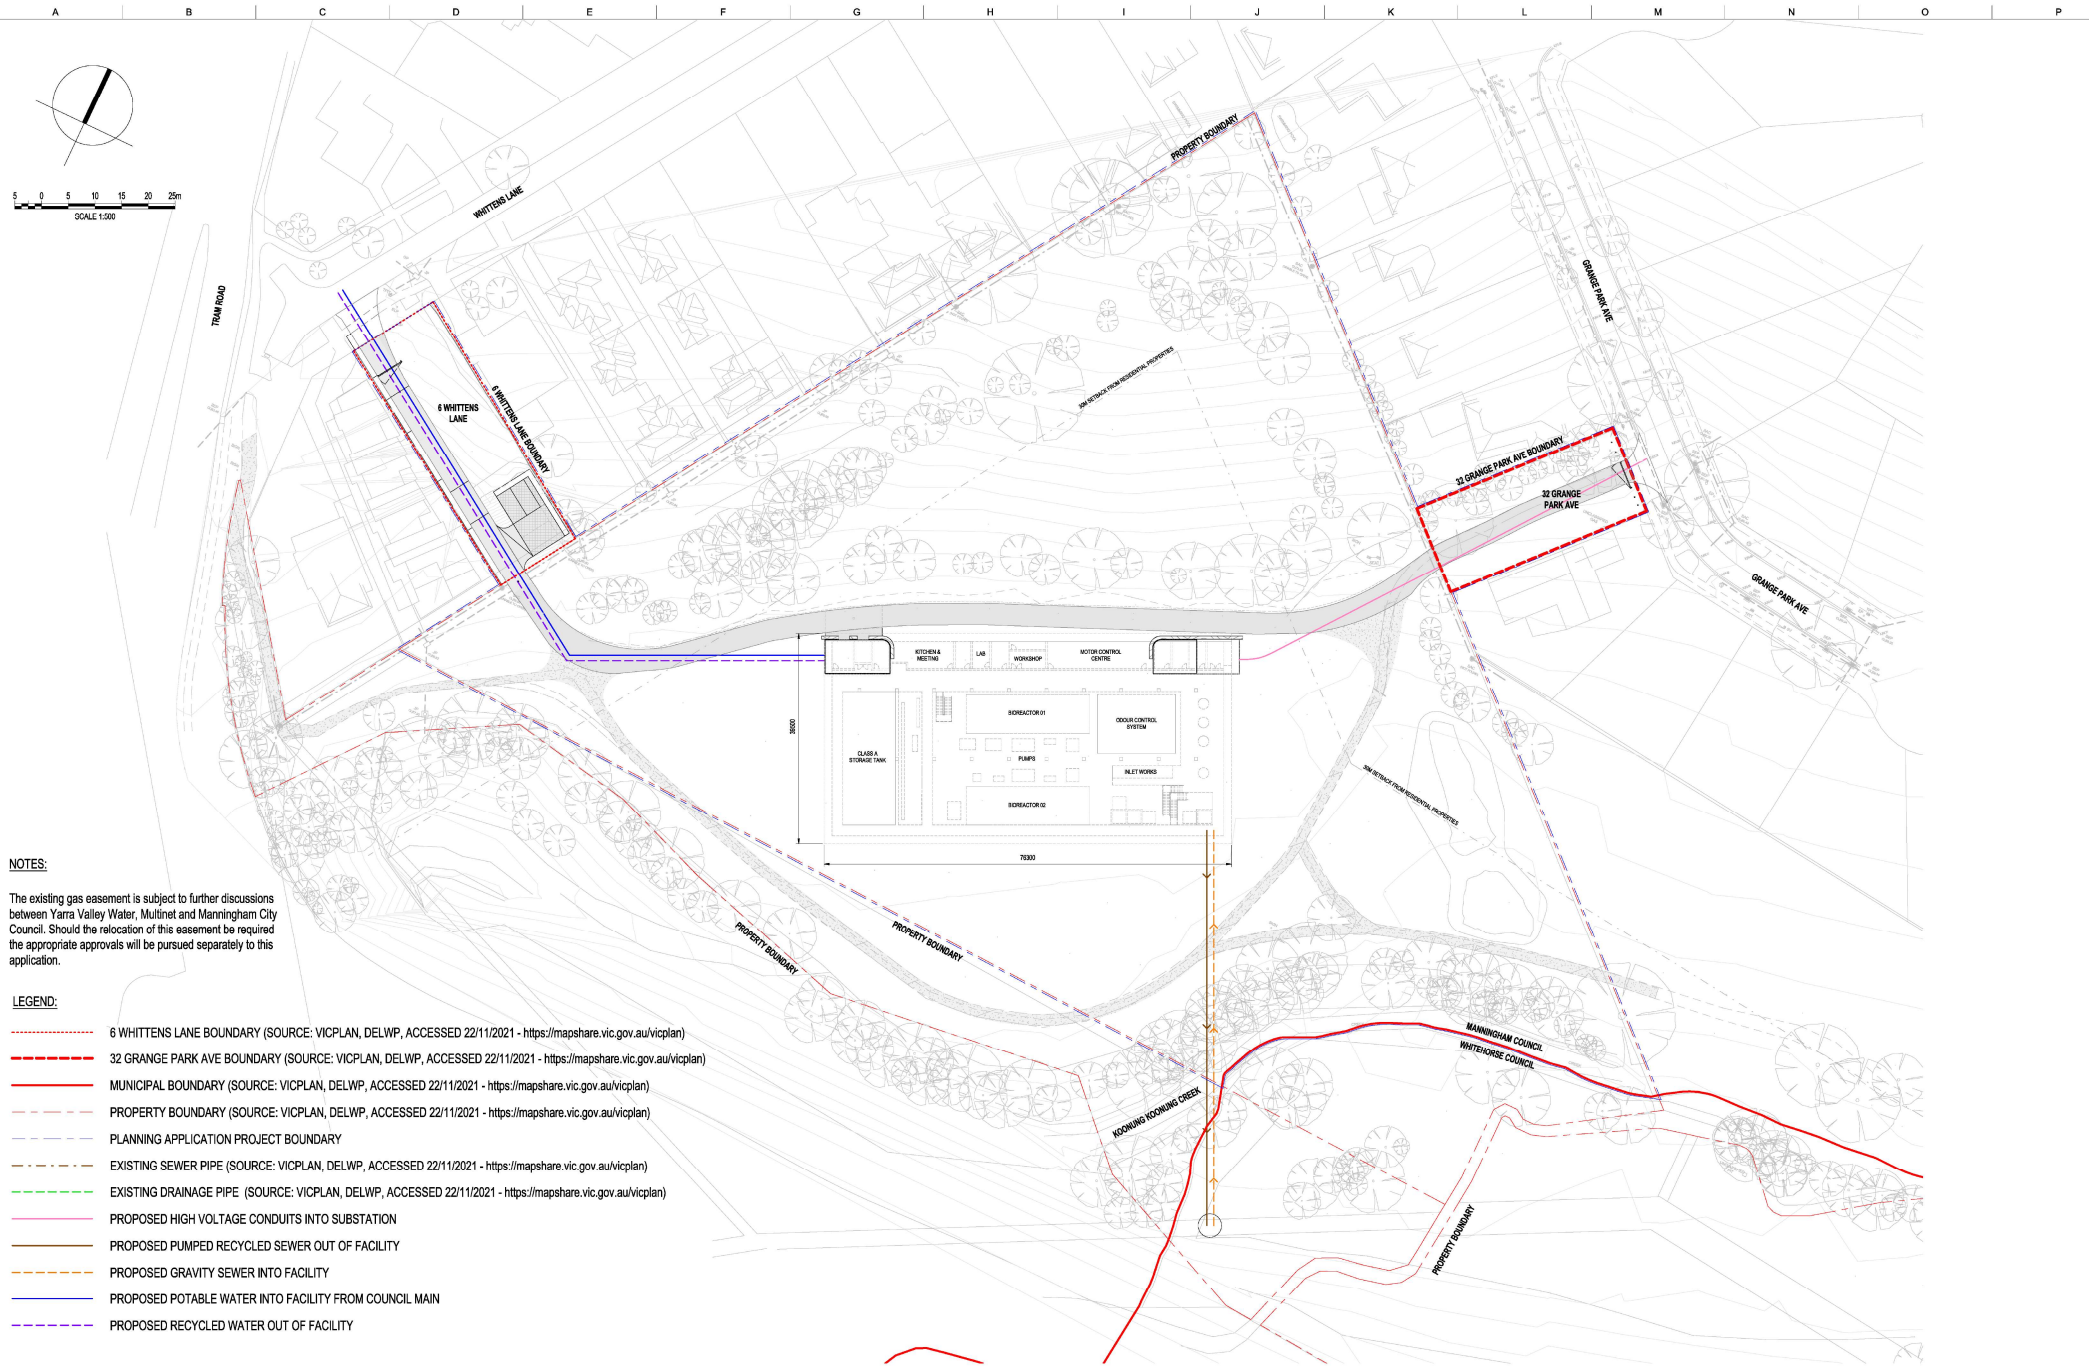 A B C D E F G H I J K L M N O P
5 0 5 10 15 20 25m
SCALE 1:500
TRAM ROAD
WHITTENS LANE
PROPERTY BOUNDARY
GRANGE PARK AVE
30M SETBACK FROM RESIDENTIAL PROPERTIES
6 WHITTENS
LANE
6 WHITTENS LANE BOUNDARY
32 GRANGE PARK AVE BOUNDARY
32 GRANGE
PARK AVE
GRANGE PARK AVE
KITCHEN &
MEETING
LAB
WORKSHOP
MOTOR CONTROL
CENTRE
BIOREACTOR 01
ODOUR CONTROL
SYSTEM
CLASS A
STORAGE TANK
PUMPS
INLET WORKS
BIOREACTOR 02
39500
76300
30M SETBACK FROM RESIDENTIAL PROPERTIES
PROPERTY BOUNDARY
PROPERTY BOUNDARY
MANNINGHAM COUNCIL
WHITEHORSE COUNCIL
KOONUNG KOONUNG CREEK
PROPERTY BOUNDARY
NOTES:
The existing gas easement is subject to further discussions
between Yarra Valley Water, Multinet and Manningham City
Council. Should the relocation of this easement be required
the appropriate approvals will be pursued separately to this
application.
LEGEND:
6 WHITTENS LANE BOUNDARY (SOURCE: VICPLAN, DELWP, ACCESSED 22/11/2021 - https://mapshare.vic.gov.au/vicplan)
32 GRANGE PARK AVE BOUNDARY (SOURCE: VICPLAN, DELWP, ACCESSED 22/11/2021 - https://mapshare.vic.gov.au/vicplan)
MUNICIPAL BOUNDARY (SOURCE: VICPLAN, DELWP, ACCESSED 22/11/2021 - https://mapshare.vic.gov.au/vicplan)
PROPERTY BOUNDARY (SOURCE: VICPLAN, DELWP, ACCESSED 22/11/2021 - https://mapshare.vic.gov.au/vicplan)
PLANNING APPLICATION PROJECT BOUNDARY
EXISTING SEWER PIPE (SOURCE: VICPLAN, DELWP, ACCESSED 22/11/2021 - https://mapshare.vic.gov.au/vicplan)
EXISTING DRAINAGE PIPE (SOURCE: VICPLAN, DELWP, ACCESSED 22/11/2021 - https://mapshare.vic.gov.au/vicplan)
PROPOSED HIGH VOLTAGE CONDUITS INTO SUBSTATION
PROPOSED PUMPED RECYCLED SEWER OUT OF FACILITY
PROPOSED GRAVITY SEWER INTO FACILITY
PROPOSED POTABLE WATER INTO FACILITY FROM COUNCIL MAIN
PROPOSED RECYCLED WATER OUT OF FACILITY